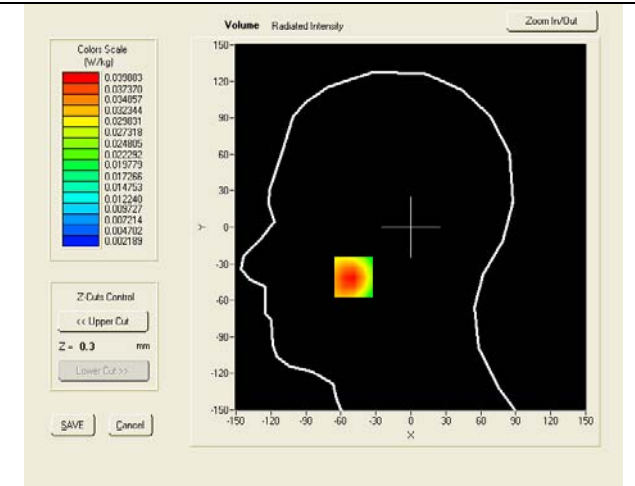 Volume Radiated Intensity
Zoom In/Out
Colors Scale
(W/kg)
0.039883
0.037370
0.034857
0.032344
0.029831
0.027318
0.024805
0.022292
0.019779
0.017266
0.014753
0.012240
0.009727
0.007214
0.004702
0.002189
150
120
90
60
30
0
-30
-60
-90
-120
-150
Y
-150 -120 -90 -60 -30 0 30 60 90 120 150
X
Z-Cuts Control
<< Upper Cut
Z = 0.3 mm
Lower Cut >>
SAVE Cancel